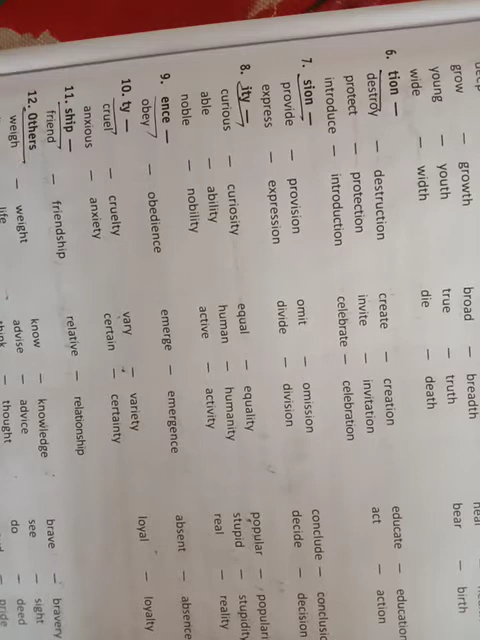 grow — growth broad — breadth
young — youth true — truth bear — birth
wide — width die — death
6. tion —
destroy — destruction create — creation educate — education
protect — protection invite — invitation act — action
introduce — introduction celebrate — celebration
7. sion —
provide — provision omit — omission conclude —
express — expression divide — division decide — decision
8. ity —
curious — curiosity equal — equality popular —
able — ability human — humanity stupid — stupidity
noble — nobility active — activity real — reality
9. ence —
obey — obedience emerge — emergence absent — absence
10. ty —
cruel — cruelty vary — variety loyal — loyalty
anxious — anxiety certain — certainty
11. ship —
friend — friendship relative — relationship
12. Others
weigh — weight know — knowledge brave — bravery
life advise — advice see — sight
think — thought do — deed
pride